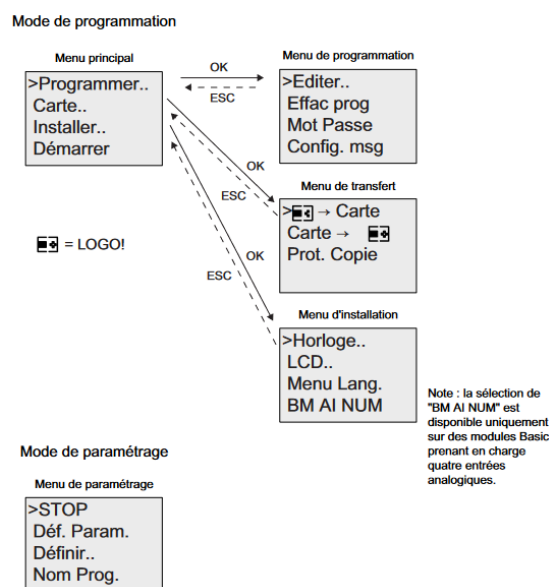 Mode de programmation
Menu principal
>Programmer..
Carte..
Installer..
Démarrer
OK
ESC
Menu de programmation
>Editer..
Effac prog
Mot Passe
Config. msg
OK
ESC
Menu de transfert
> → Carte
Carte →
Prot. Copie
= LOGO!
OK
ESC
Menu d'installation
>Horloge..
LCD..
Menu Lang.
BM AI NUM
Note : la sélection de
"BM AI NUM" est
disponible uniquement
sur des modules Basic
prenant en charge
quatre entrées
analogiques.
Mode de paramétrage
Menu de paramétrage
>STOP
Déf. Param.
Définir..
Nom Prog.